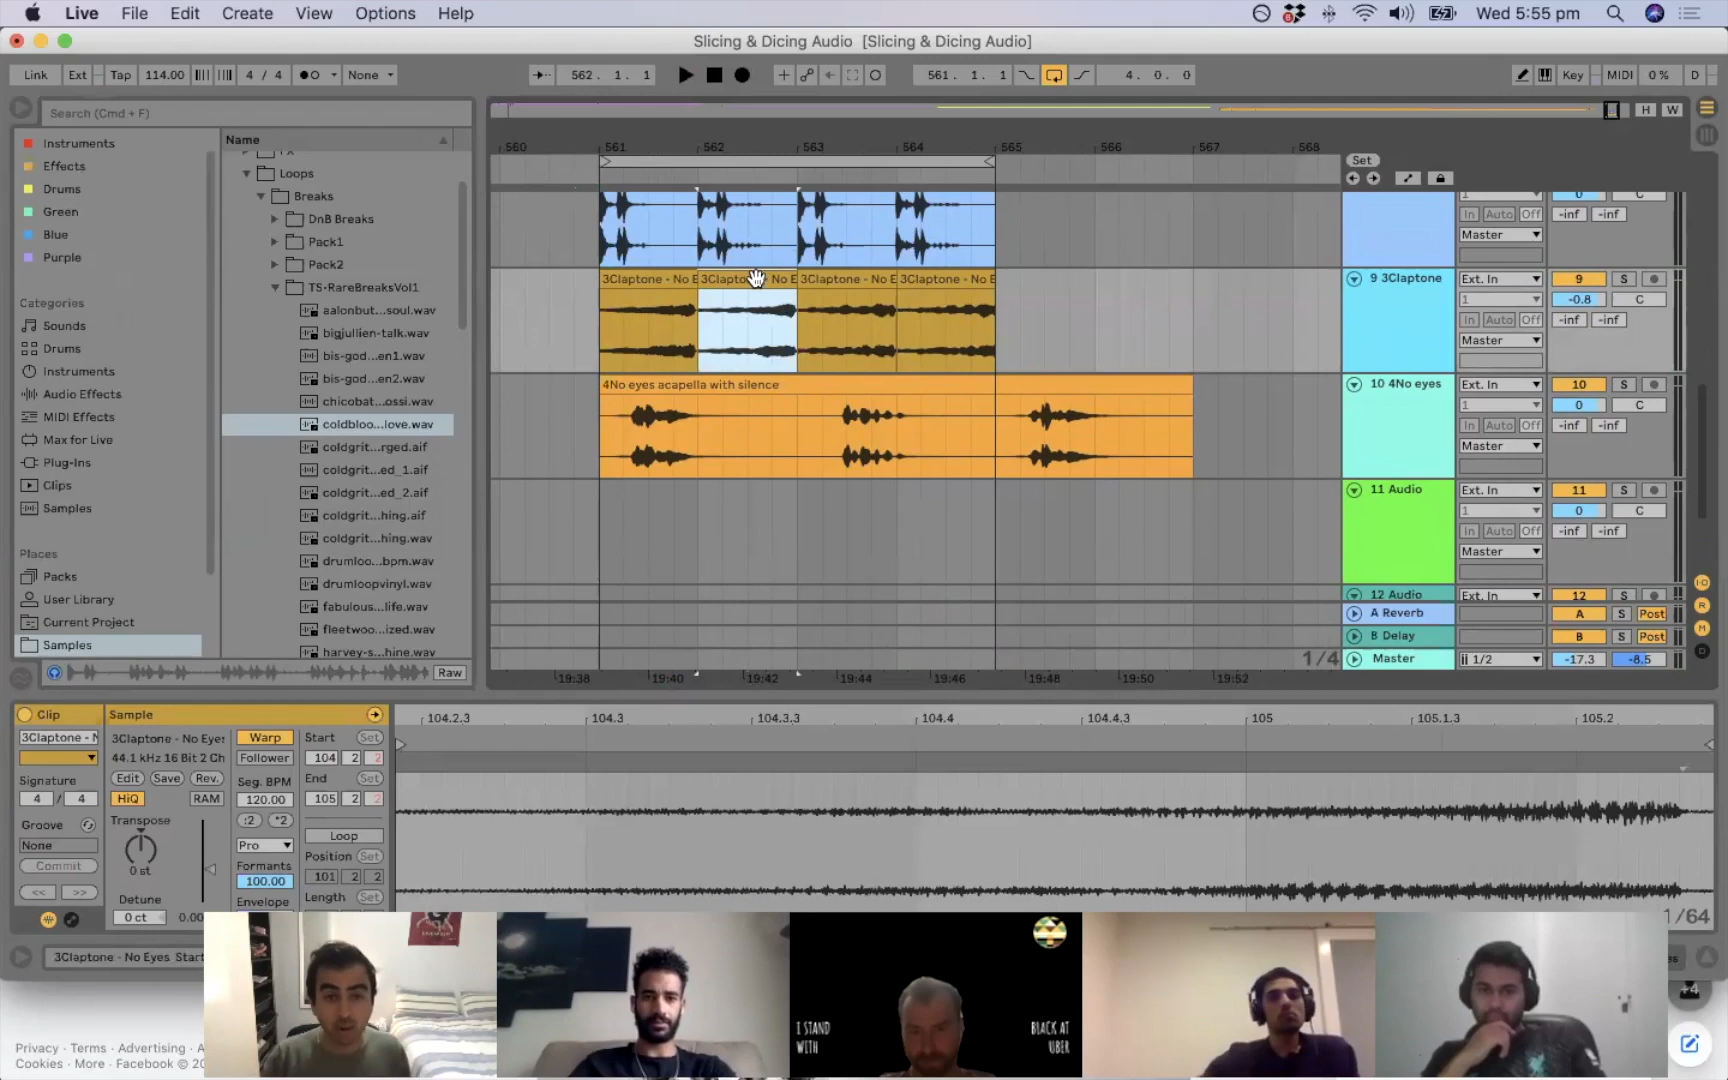 Live File Edit Create View Options Help
Wed 5:55 pm
Slicing & Dicing Audio [Slicing & Dicing Audio]
Link Ext Tap 114.00 4 / 4 None 562. 1. 1 561. 1. 1 4. 0. 0 Key MIDI 0 % D
Search (Cmd + F)
H W
Instruments
Effects
Drums
Green
Blue
Purple
Categories
Sounds
Drums
Instruments
Audio Effects
MIDI Effects
Max for Live
Plug-Ins
Clips
Samples
Places
Packs
User Library
Current Project
Samples
Name
Loops
Breaks
DnB Breaks
Pack1
Pack2
TS-RareBreaksVol1
aalonbut...soul.wav
bigjullien-talk.wav
bis-god...en1.wav
bis-god...en2.wav
chicobat...ossi.wav
coldbloo...love.wav
coldgrit...rged.aif
coldgrit...ed_1.aif
coldgrit...ed_2.aif
coldgrit...hing.aif
coldgrit...hing.wav
drumloo...bpm.wav
drumloopvinyl.wav
fabulous...life.wav
fleetwoo...ized.wav
harvey-s...hine.wav
Raw
560 561 562 563 564 565 566 567 568
Set
3Claptone - No E 3Clapto - No E 3Claptone - No E 3Claptone - No E
4No eyes acapella with silence
1/4
19:38 19:40 19:42 19:44 19:46 19:48 19:50 19:52
1 0 C
In Auto Off -inf -inf
Master
9 3Claptone Ext. In 9 S
1 -0.8 C
In Auto Off -inf -inf
Master
10 4No eyes Ext. In 10 S
1 0 C
In Auto Off -inf -inf
Master
11 Audio Ext. In 11 S
1 0 C
In Auto Off -inf -inf
Master
12 Audio Ext. In 12 S
A Reverb A S Post
B Delay B S Post
Master 1/2 -17.3 -8.5
Clip
3Claptone - N
Signature
4 / 4
Groove
None
Commit
<< >>
Sample
3Claptone - No Eyes
44.1 kHz 16 Bit 2 Ch
Edit Save Rev.
HiQ RAM
Transpose
0 st
Detune
0 ct 0.00
Warp
Follower
Seg. BPM
120.00
:2 *2
Pro
Formants
100.00
Envelope
Start Set
104 2 2
End Set
105 2 2
Loop
Position Set
101 2 2
Length Set
104.2.3 104.3 104.3.3 104.4 104.4.3 105 105.1.3 105.2
1/64
3Claptone - No Eyes Start
I STAND
WITH
BLACK AT
UBER
+4
Privacy · Terms · Advertising · A
Cookies · More · Facebook © 20